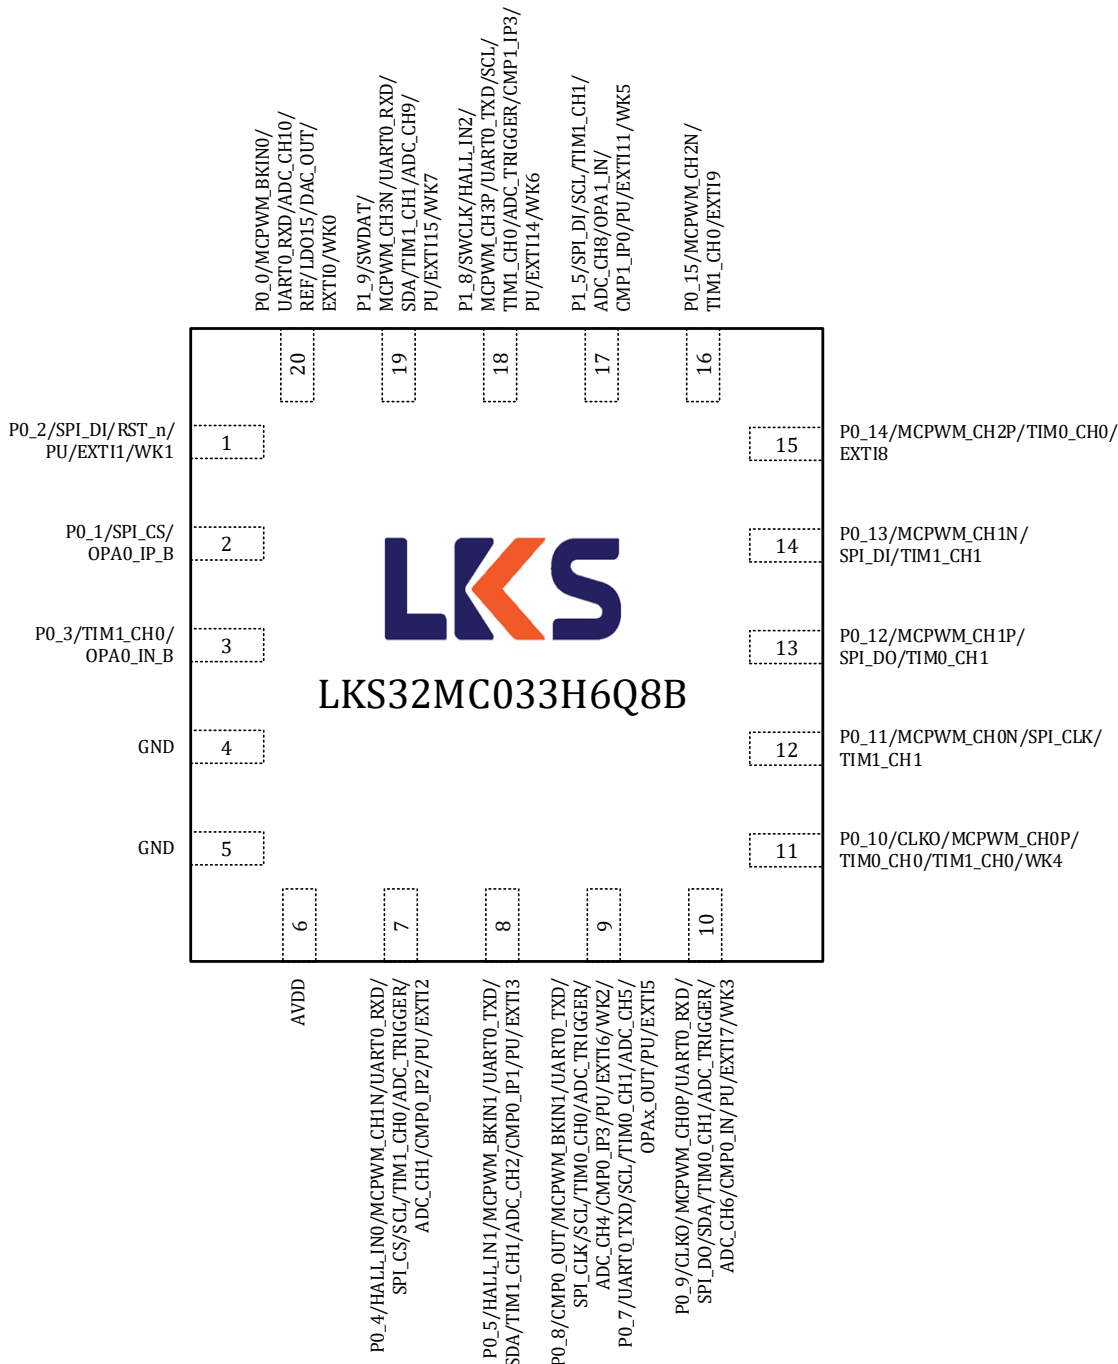 P0_0/MCPWM_BKIN0/
UART0_RXD/ADC_CH10/
REF/LDO15/DAC_OUT/
EXTI0/WK0
P1_9/SWDAT/
MCPWM_CH3N/UART0_RXD/
SDA/TIM1_CH1/ADC_CH9/
PU/EXTI15/WK7
P1_8/SWCLK/HALL_IN2/
MCPWM_CH3P/UART0_TXD/SCL/
TIM1_CH0/ADC_TRIGGER/CMP1_IP3/
PU/EXTI14/WK6
P1_5/SPI_DI/SCL/TIM1_CH1/
ADC_CH8/OPA1_IN/
CMP1_IP0/PU/EXTI11/WK5
P0_15/MCPWM_CH2N/
TIM1_CH0/EXTI9
20
19
18
17
16
P0_2/SPI_DI/RST_n/
PU/EXTI1/WK1
1
P0_1/SPI_CS/
OPA0_IP_B
2
P0_3/TIM1_CH0/
OPA0_IN_B
3
GND
4
GND
5
LKS
LKS32MC033H6Q8B
15
P0_14/MCPWM_CH2P/TIM0_CH0/
EXTI8
14
P0_13/MCPWM_CH1N/
SPI_DI/TIM1_CH1
13
P0_12/MCPWM_CH1P/
SPI_DO/TIM0_CH1
12
P0_11/MCPWM_CH0N/SPI_CLK/
TIM1_CH1
11
P0_10/CLKO/MCPWM_CH0P/
TIM0_CH0/TIM1_CH0/WK4
6
7
8
9
10
AVDD
P0_4/HALL_IN0/MCPWM_CH1N/UART0_RXD/
SPI_CS/SCL/TIM1_CH0/ADC_TRIGGER/
ADC_CH1/CMP0_IP2/PU/EXTI2
P0_5/HALL_IN1/MCPWM_BKIN1/UART0_TXD/
SDA/TIM1_CH1/ADC_CH2/CMP0_IP1/PU/EXTI3
P0_8/CMP0_OUT/MCPWM_BKIN1/UART0_TXD/
SPI_CLK/SCL/TIM0_CH0/ADC_TRIGGER/
ADC_CH4/CMP0_IP3/PU/EXTI6/WK2/
P0_7/UART0_TXD/SCL/TIM0_CH1/ADC_CH5/
OPAx_OUT/PU/EXTI5
P0_9/CLKO/MCPWM_CH0P/UART0_RXD/
SPI_DO/SDA/TIM0_CH1/ADC_TRIGGER/
ADC_CH6/CMP0_IN/PU/EXTI7/WK3